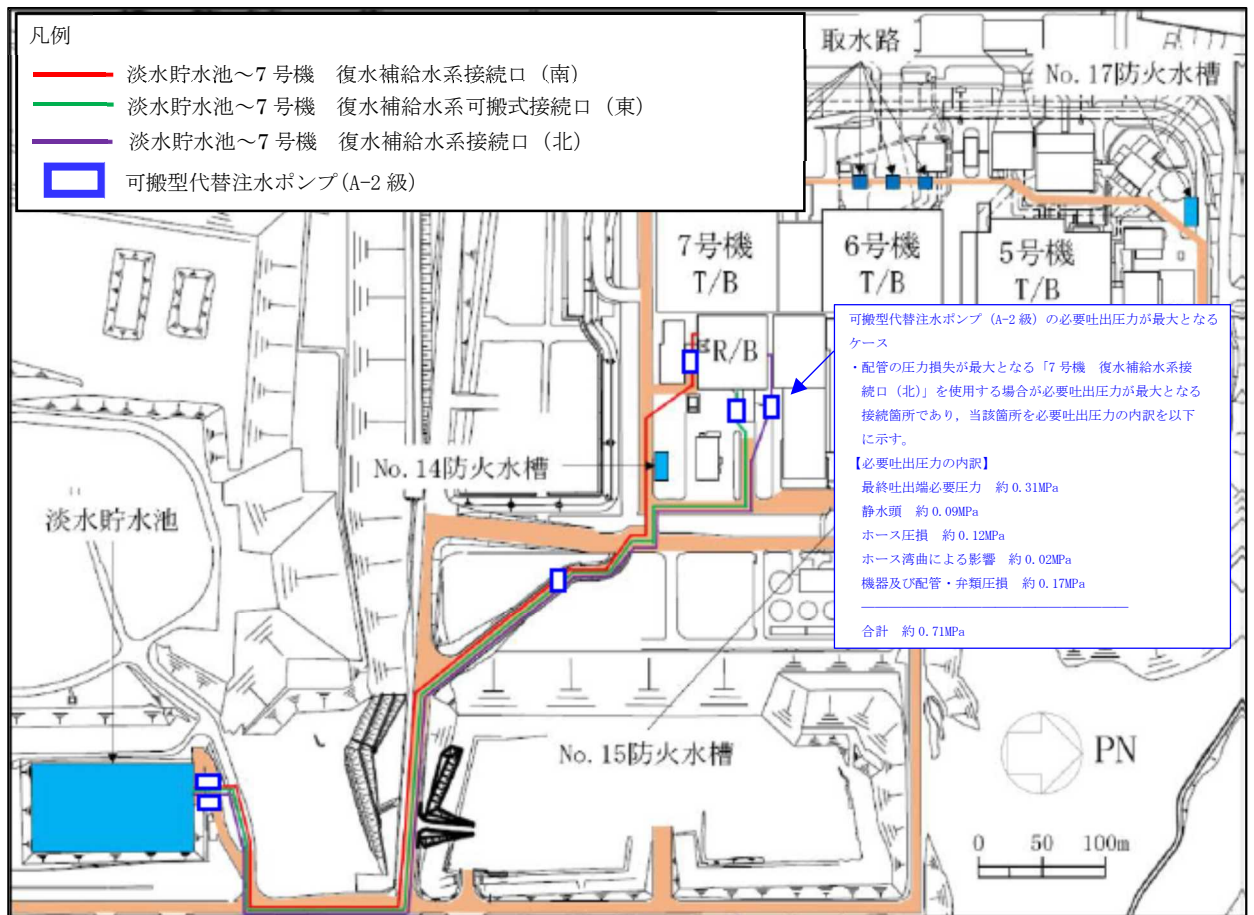 凡例
淡水貯水池～7 号機　復水補給水系接続口（南）
淡水貯水池～7 号機　復水補給水系可搬式接続口（東）
淡水貯水池～7 号機　復水補給水系接続口（北）
可搬型代替注水ポンプ(A-2 級)
取水路
No. 17防火水槽
7号機
T/B
6号機
T/B
5号機
T/B
R/B
可搬型代替注水ポンプ（A-2 級）の必要吐出圧力が最大となる
ケース
・配管の圧力損失が最大となる「7 号機　復水補給水系接
続口（北）」を使用する場合が必要吐出圧力が最大となる
接続箇所であり，当該箇所を必要吐出圧力の内訳を以下
に示す。
【必要吐出圧力の内訳】
最終吐出端必要圧力　約 0.31MPa
静水頭　約 0.09MPa
ホース圧損　約 0.12MPa
ホース湾曲による影響　約 0.02MPa
機器及び配管・弁類圧損　約 0.17MPa
合計　約 0.71MPa
No. 14防火水槽
淡水貯水池
No. 15防火水槽
PN
0 50 100m